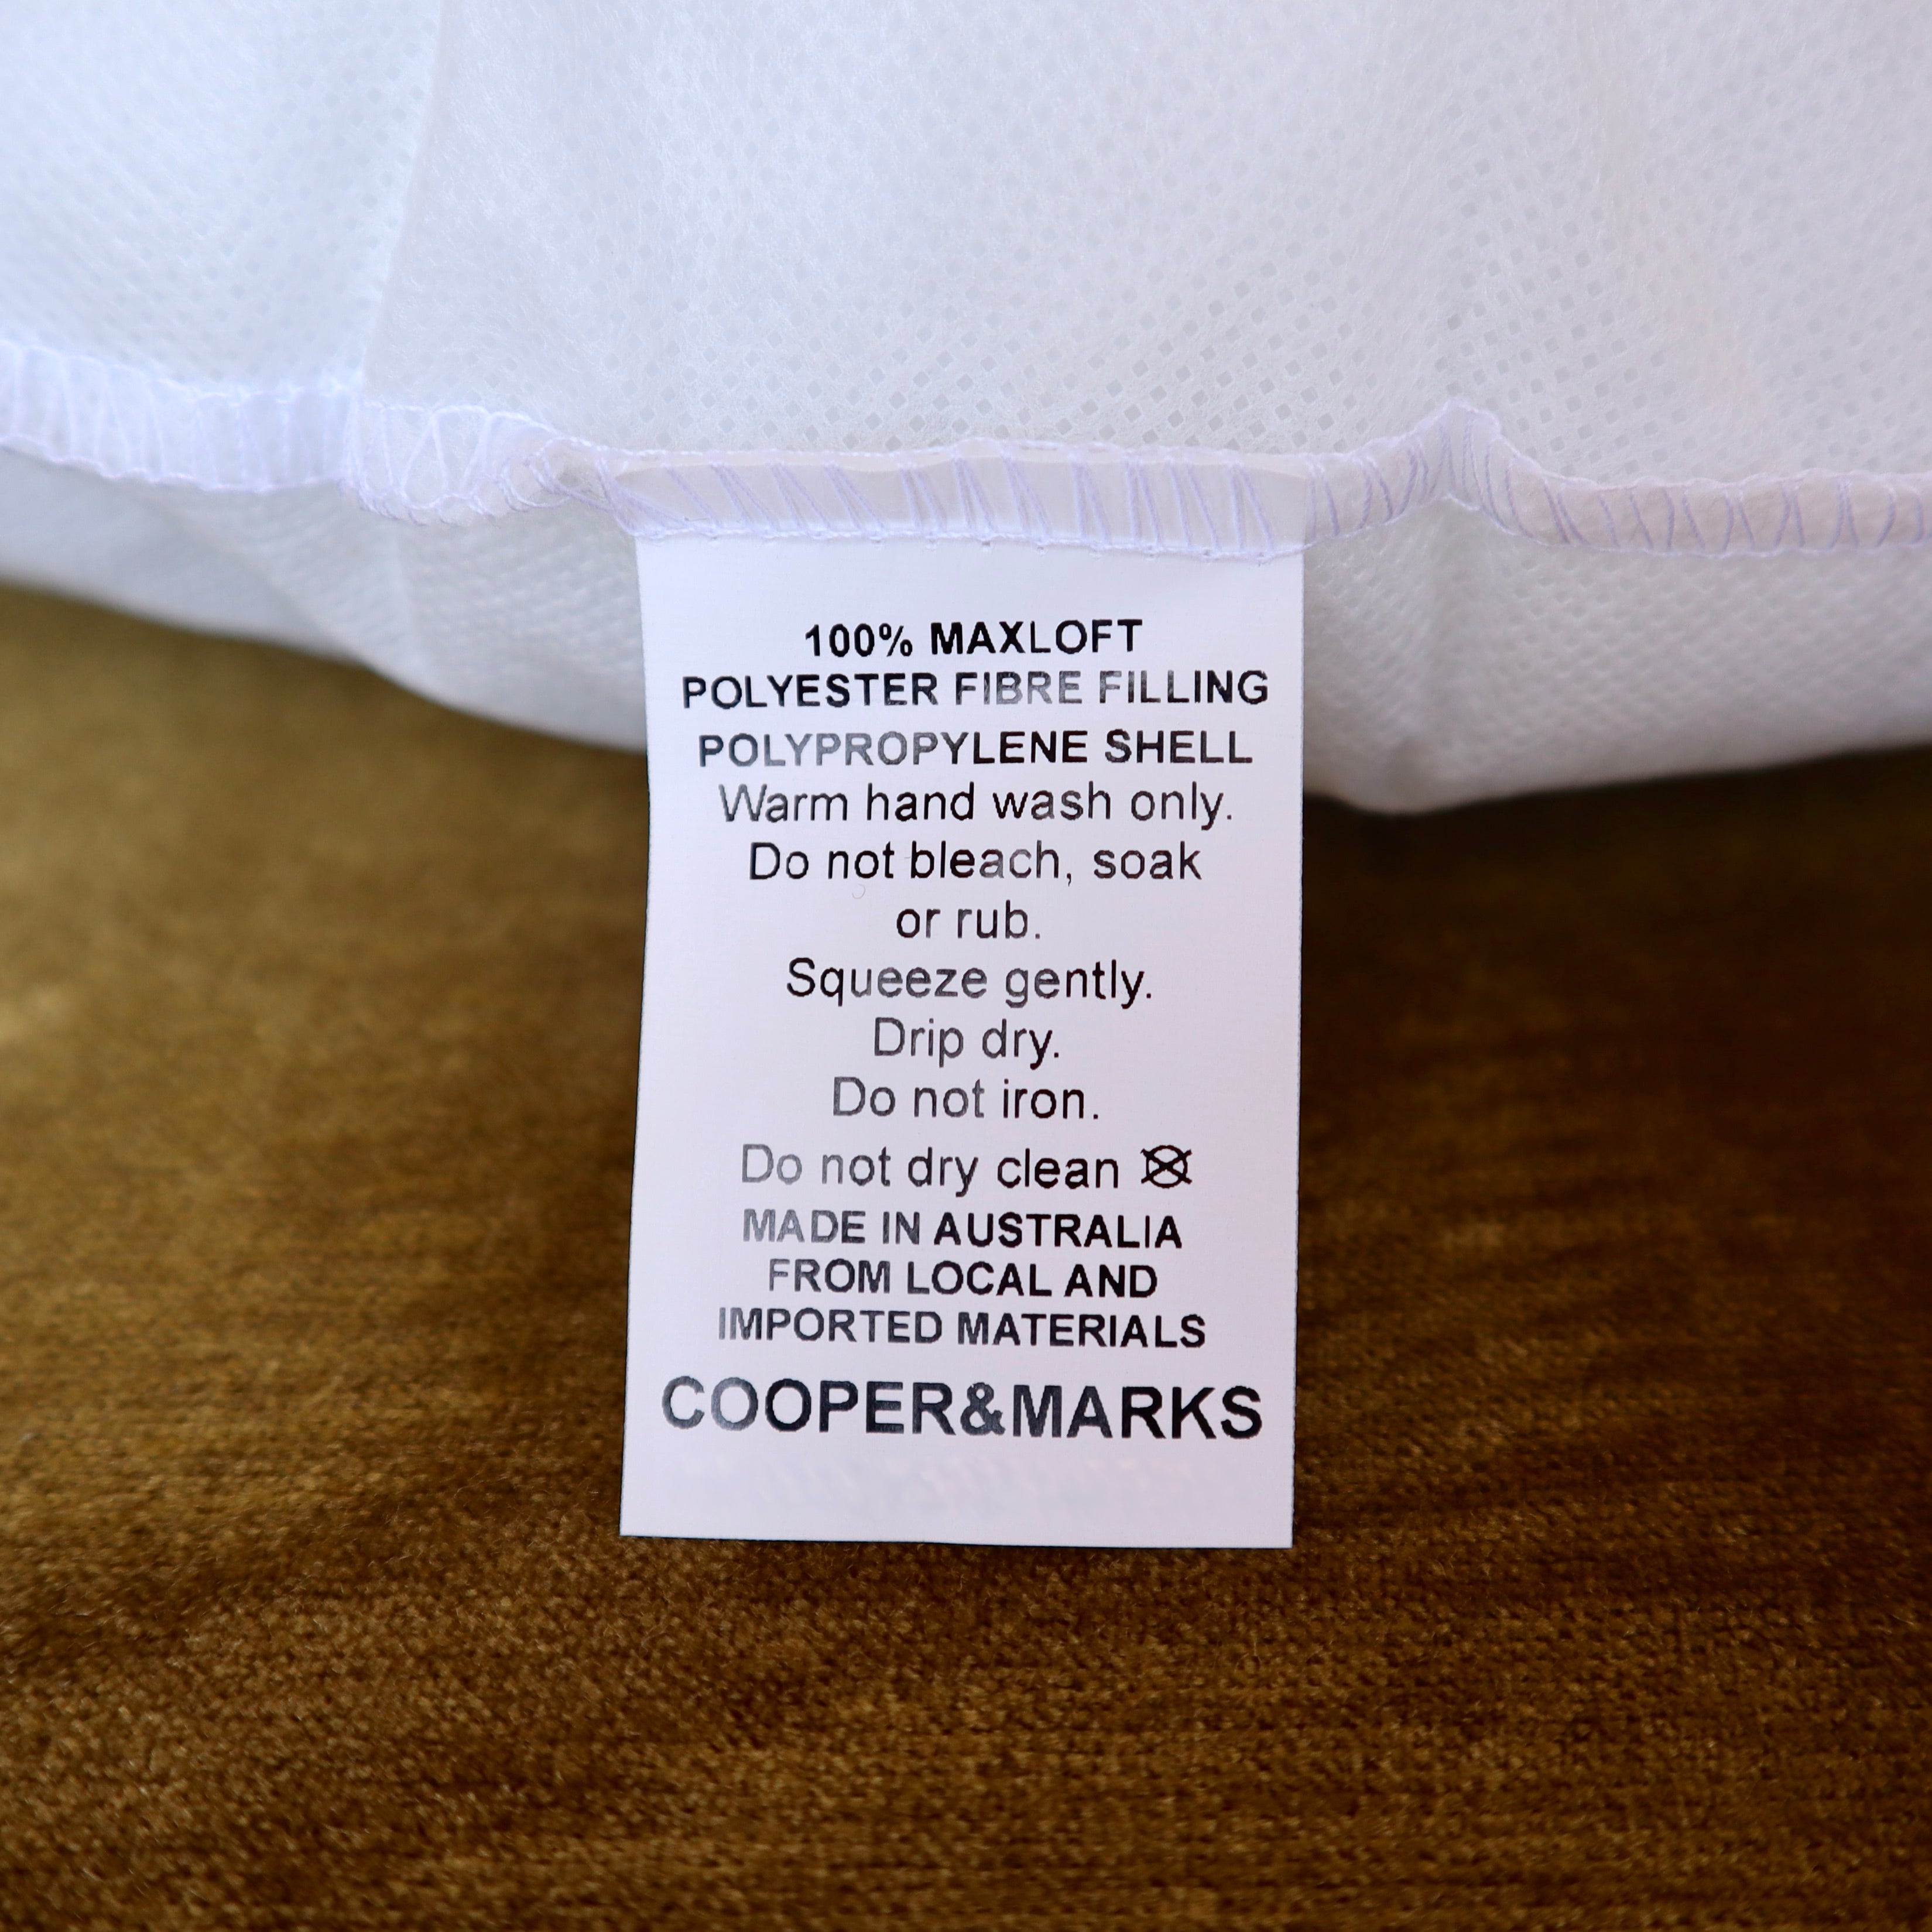 100% MAXLOFT
POLYESTER FIBRE FILLING
POLYPROPYLENE SHELL
Warm hand wash only.
Do not bleach, soak
or rub.
Squeeze gently.
Drip dry.
Do not iron.
Do not dry clean
MADE IN AUSTRALIA
FROM LOCAL AND
IMPORTED MATERIALS
COOPER&MARKS